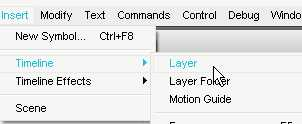 Insert Modify Text Commands Control Debug Window
New Symbol... Ctrl+F8
Timeline Layer
Timeline Effects Layer Folder
Motion Guide
Scene